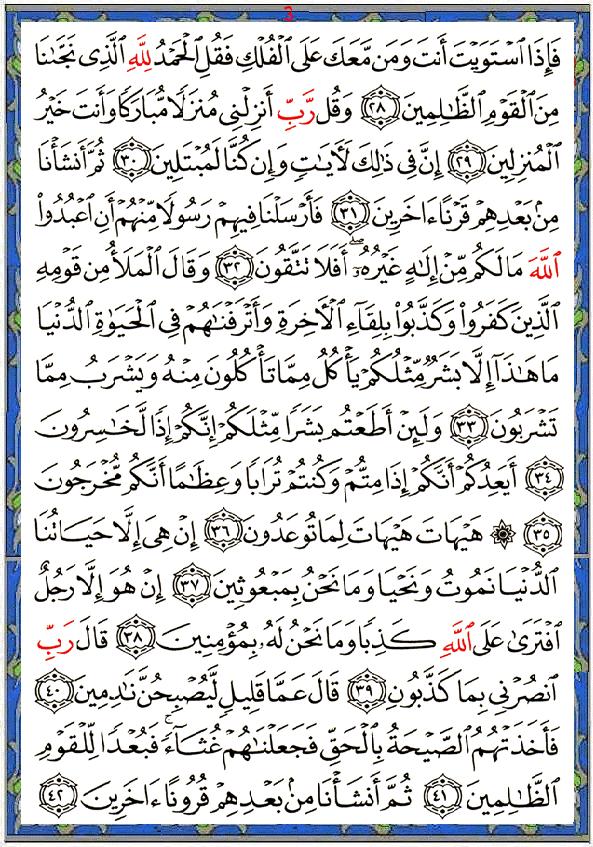 3
فَإِذَا ٱسْتَوَيْتَ أَنتَ وَمَن مَّعَكَ عَلَى ٱلْفُلْكِ فَقُلِ ٱلْحَمْدُ لِلَّهِ ٱلَّذِى نَجَّىٰنَا
مِنَ ٱلْقَوْمِ ٱلظَّٰلِمِينَ ٢٨ وَقُل رَّبِّ أَنزِلْنِى مُنزَلًا مُّبَارَكًا وَأَنتَ خَيْرُ
ٱلْمُنزِلِينَ ٢٩ إِنَّ فِى ذَٰلِكَ لَءَايَٰتٍ وَإِن كُنَّا لَمُبْتَلِينَ ٣٠ ثُمَّ أَنشَأْنَا
مِنۢ بَعْدِهِمْ قَرْنًا ءَاخَرِينَ ٣١ فَأَرْسَلْنَا فِيهِمْ رَسُولًا مِّنْهُمْ أَنِ ٱعْبُدُوا۟
ٱللَّهَ مَا لَكُم مِّنْ إِلَٰهٍ غَيْرُهُۥٓ ۖ أَفَلَا تَتَّقُونَ ٣٢ وَقَالَ ٱلْمَلَأُ مِن قَوْمِهِ
ٱلَّذِينَ كَفَرُوا۟ وَكَذَّبُوا۟ بِلِقَآءِ ٱلْءَاخِرَةِ وَأَتْرَفْنَٰهُمْ فِى ٱلْحَيَوٰةِ ٱلدُّنْيَا
مَا هَٰذَآ إِلَّا بَشَرٌ مِّثْلُكُمْ يَأْكُلُ مِمَّا تَأْكُلُونَ مِنْهُ وَيَشْرَبُ مِمَّا
تَشْرَبُونَ ٣٣ وَلَئِنْ أَطَعْتُم بَشَرًا مِّثْلَكُمْ إِنَّكُمْ إِذًا لَّخَٰسِرُونَ
٣٤ أَيَعِدُكُمْ أَنَّكُمْ إِذَا مِتُّمْ وَكُنتُمْ تُرَابًا وَعِظَٰمًا أَنَّكُم مُّخْرَجُونَ
٣٥ ۞ هَيْهَاتَ هَيْهَاتَ لِمَا تُوعَدُونَ ٣٦ إِنْ هِىَ إِلَّا حَيَاتُنَا
ٱلدُّنْيَا نَمُوتُ وَنَحْيَا وَمَا نَحْنُ بِمَبْعُوثِينَ ٣٧ إِنْ هُوَ إِلَّا رَجُلٌ
ٱفْتَرَىٰ عَلَى ٱللَّهِ كَذِبًا وَمَا نَحْنُ لَهُۥ بِمُؤْمِنِينَ ٣٨ قَالَ رَبِّ
ٱنصُرْنِى بِمَا كَذَّبُونِ ٣٩ قَالَ عَمَّا قَلِيلٍ لَّيُصْبِحُنَّ نَٰدِمِينَ ٤٠
فَأَخَذَتْهُمُ ٱلصَّيْحَةُ بِٱلْحَقِّ فَجَعَلْنَٰهُمْ غُثَآءً ۚ فَبُعْدًا لِّلْقَوْمِ
ٱلظَّٰلِمِينَ ٤١ ثُمَّ أَنشَأْنَا مِنۢ بَعْدِهِمْ قُرُونًا ءَاخَرِينَ ٤٢